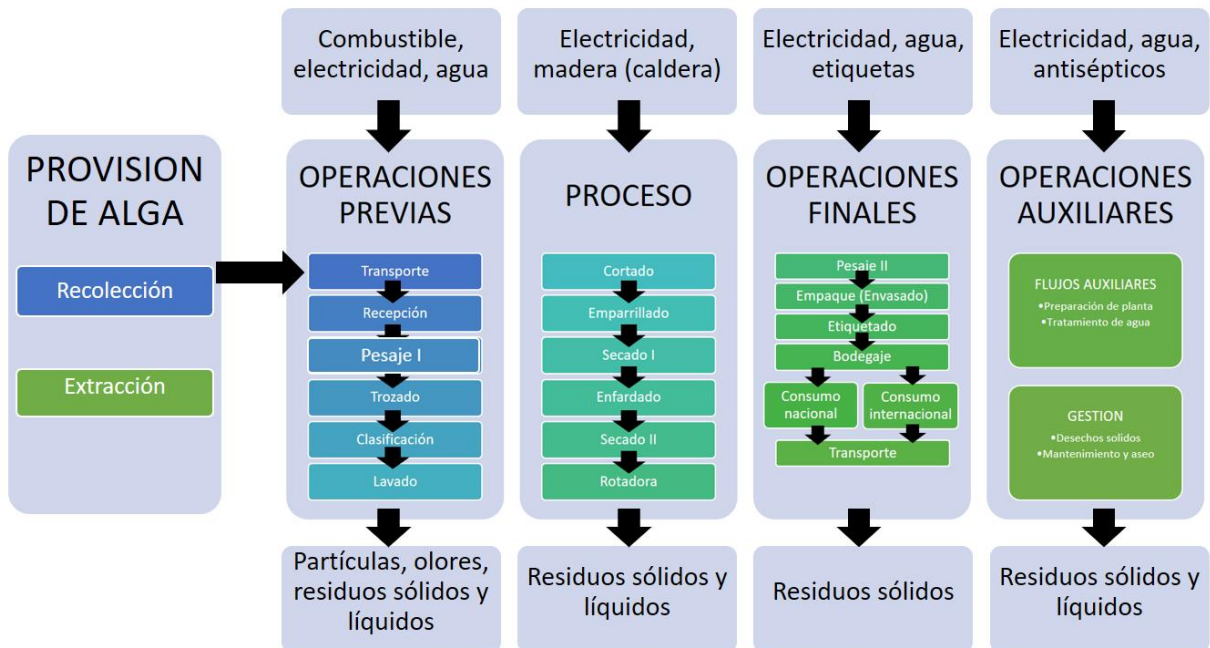 Combustible,
electricidad, agua
Electricidad,
madera (caldera)
Electricidad, agua,
etiquetas
Electricidad, agua,
antisépticos
PROVISION
DE ALGA
Recolección
Extracción
OPERACIONES
PREVIAS
Transporte
Recepción
Pesaje I
Trozado
Clasificación
Lavado
PROCESO
Cortado
Emparrillado
Secado I
Enfardado
Secado II
Rotadora
OPERACIONES
FINALES
Pesaje II
Empaque (Envasado)
Etiquetado
Bodegaje
Consumo
nacional
Consumo
internacional
Transporte
OPERACIONES
AUXILIARES
FLUJOS AUXILIARES
•Preparación de planta
•Tratamiento de agua
GESTION
•Desechos solidos
•Mantenimiento y aseo
Partículas, olores,
residuos sólidos y
líquidos
Residuos sólidos y
líquidos
Residuos sólidos
Residuos sólidos y
líquidos